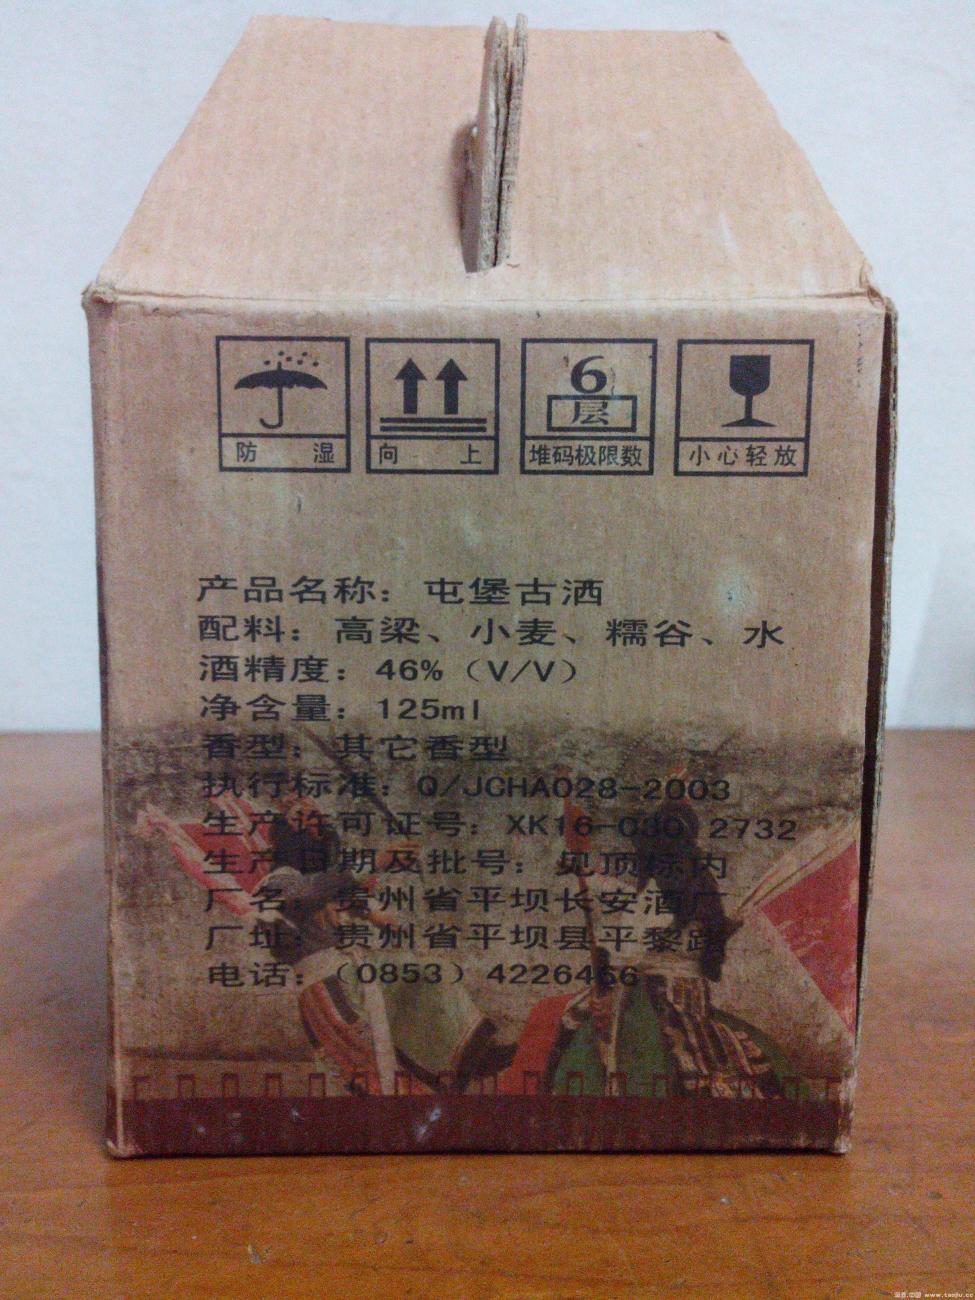 6
层
防湿 向上 堆码极限数 小心轻放
产品名称：屯堡古洒
配料：高粱、小麦、糯谷、水
酒精度：46%（V/V）
净含量：125ml
香型：其它香型
执行标准：Q/JCHA028-2003
生产许可证号：XK16-030 2732
生产日期及批号：见顶标内
厂名：贵州省平坝长安酒厂
厂址：贵州省平坝县平黎路
电话：（0853）4226466
www.taojiu.cc